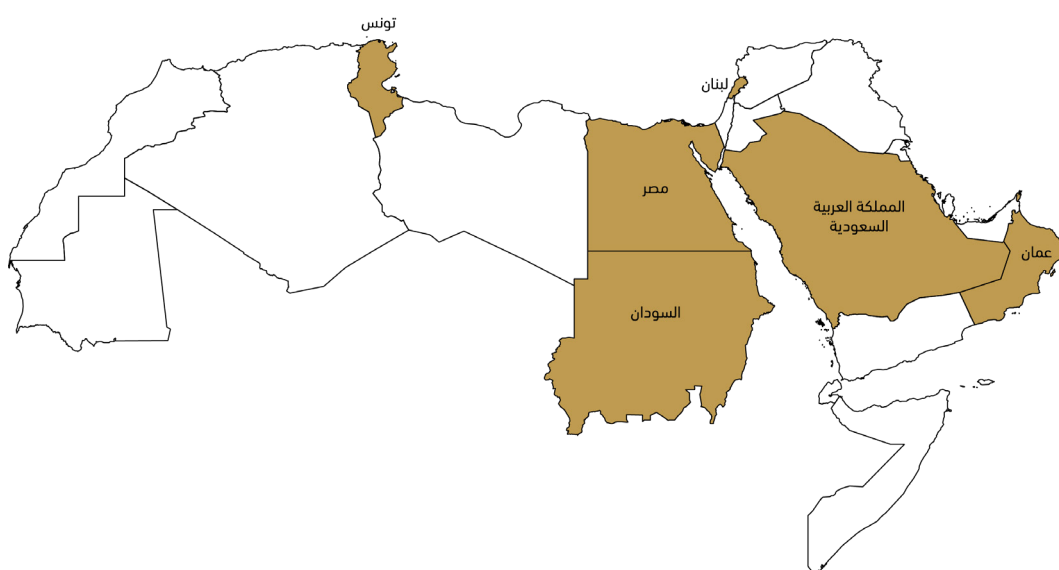 تونس
لبنان
مصر
المملكة العربية
السعودية
عمان
السودان